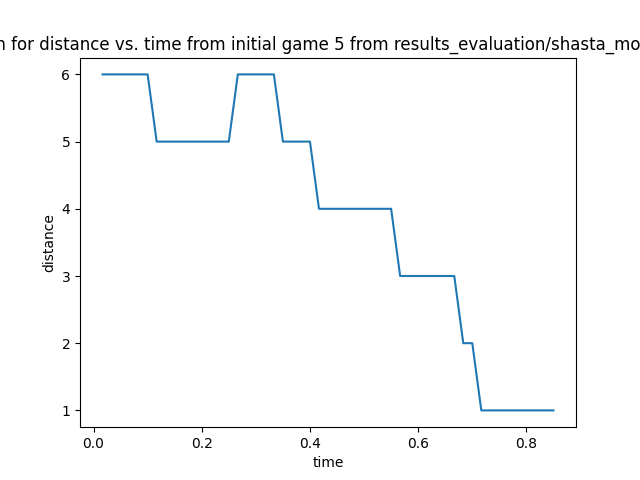 for distance vs. time from initial game 5 from results_evaluation/shasta_mo
6
5
4
3
2
1
distance
0.0 0.2 0.4 0.6 0.8
time